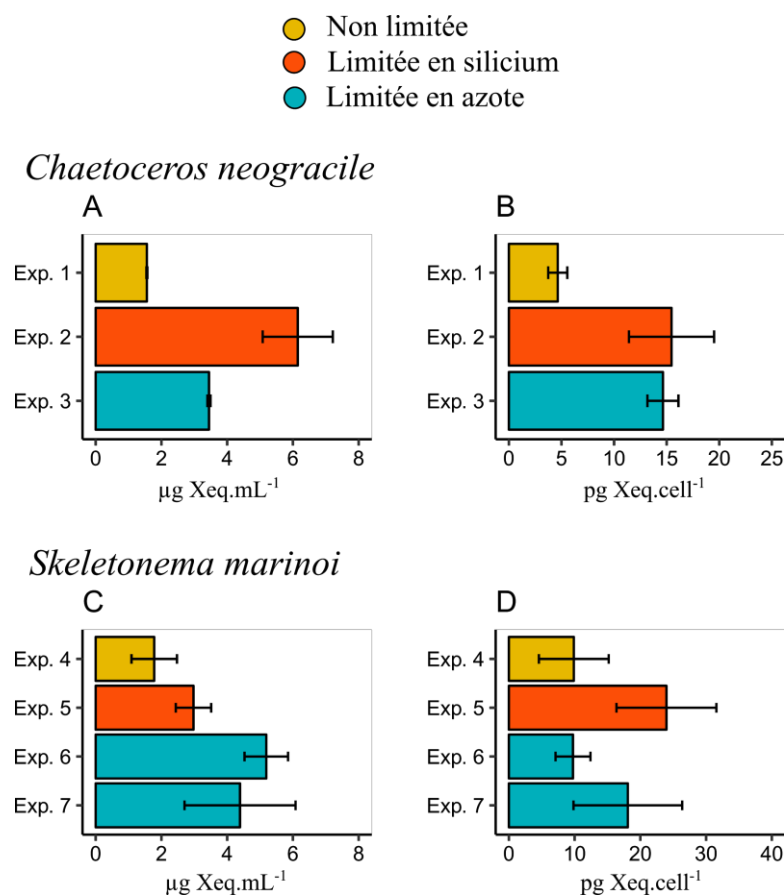 Non limitée
Limitée en silicium
Limitée en azote
Chaetoceros neogracile
A
Exp. 1
Exp. 2
Exp. 3
0 2 4 6 8
µg Xeq.mL⁻¹
B
Exp. 1
Exp. 2
Exp. 3
0 5 10 15 20 25
pg Xeq.cell⁻¹
Skeletonema marinoi
C
Exp. 4
Exp. 5
Exp. 6
Exp. 7
0 2 4 6 8
µg Xeq.mL⁻¹
D
Exp. 4
Exp. 5
Exp. 6
Exp. 7
0 10 20 30 40
pg Xeq.cell⁻¹